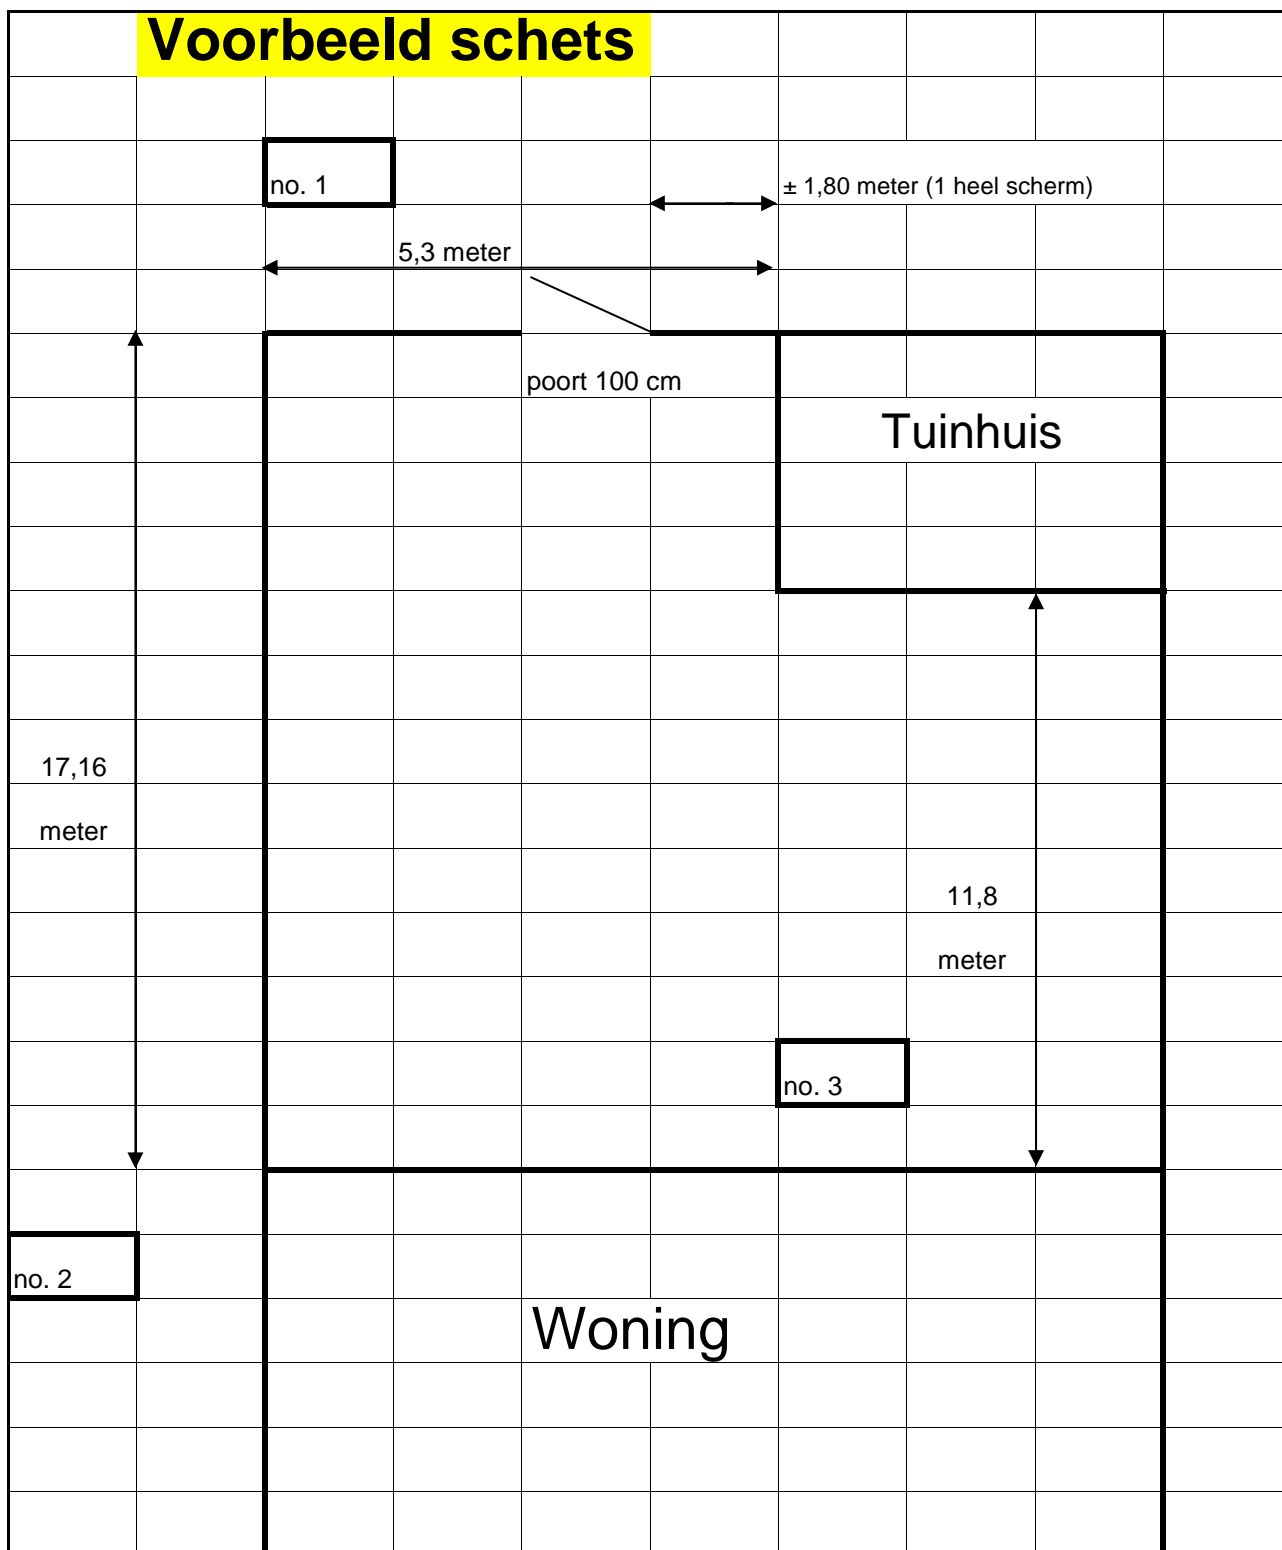 Voorbeeld schets
no. 1
± 1,80 meter (1 heel scherm)
5,3 meter
poort 100 cm
Tuinhuis
17,16
meter
11,8
meter
no. 3
no. 2
Woning